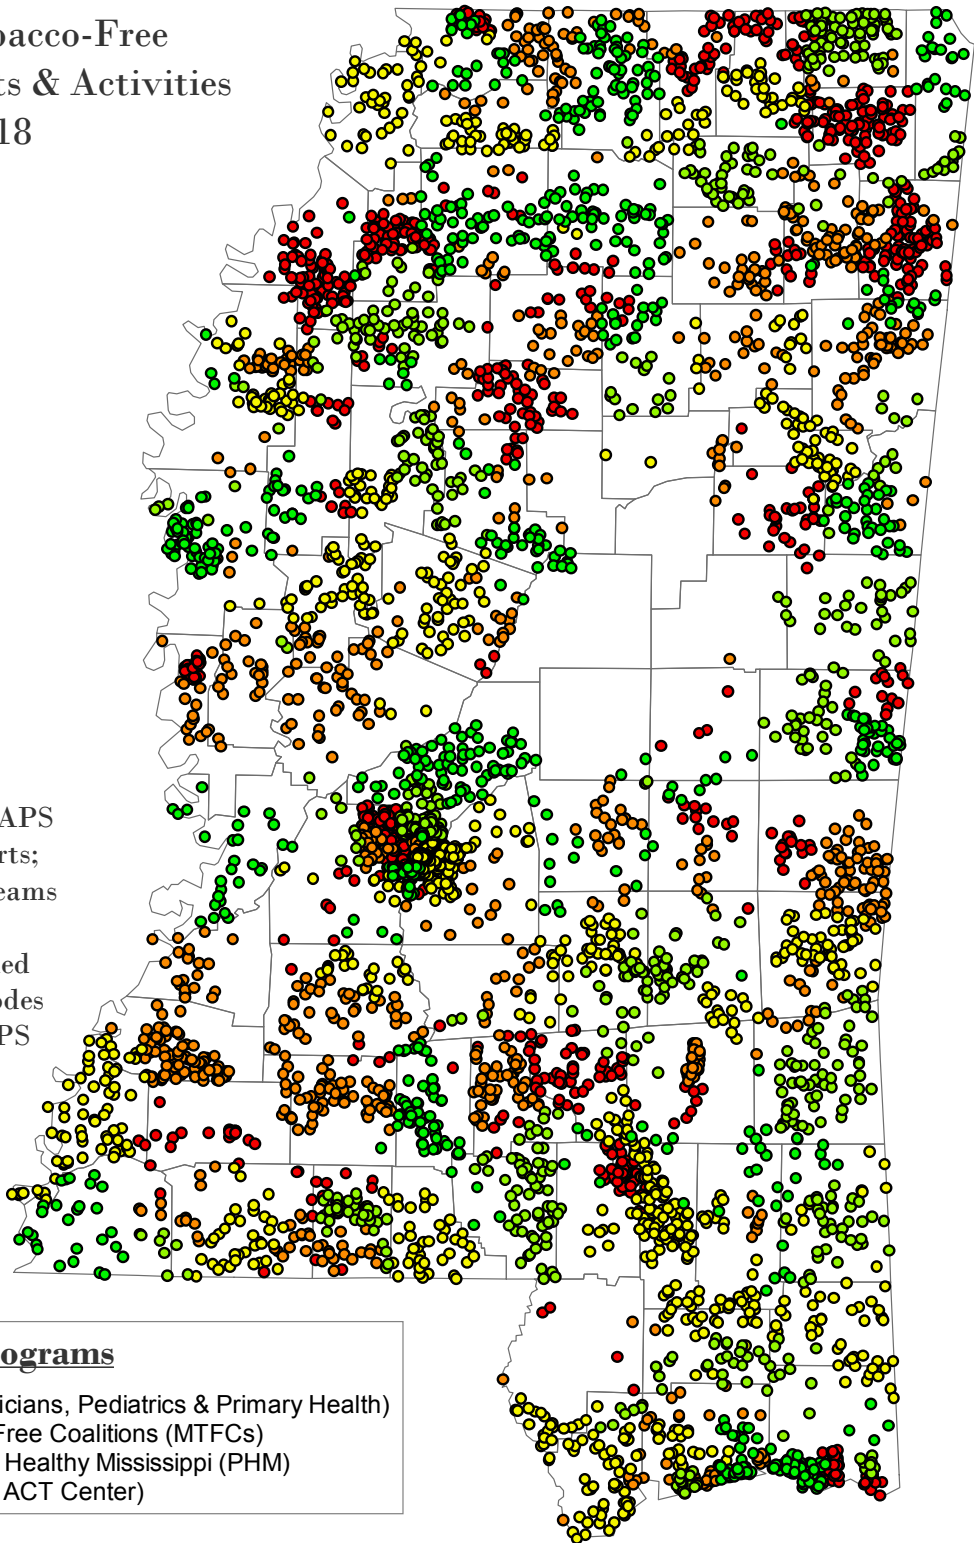 bacco-Free
ts & Activities
18
APS
rts;
eams
ed
odes
PS
ograms
icians, Pediatrics & Primary Health)
Free Coalitions (MTFCs)
Healthy Mississippi (PHM)
ACT Center)